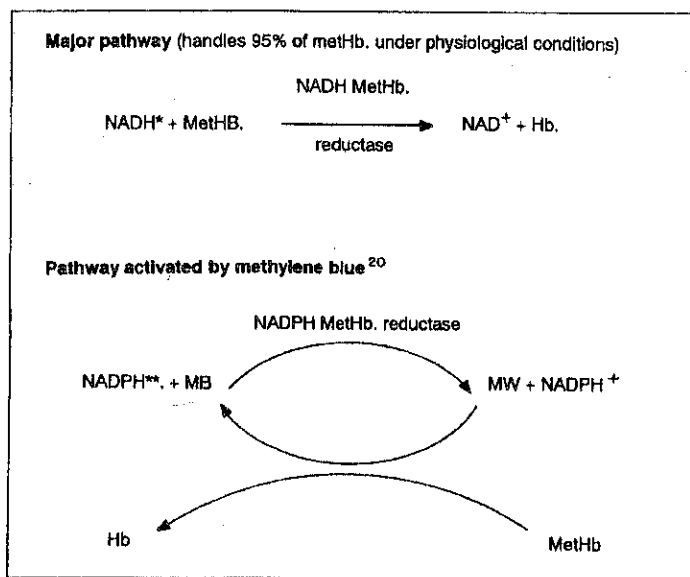 Major pathway (handles 95% of metHb. under physiological conditions)
NADH MetHb.
NADH* + MetHB. NAD+ + Hb.
reductase
Pathway activated by methylene blue20
NADPH MetHb. reductase
NADPH**. + MB MW + NADPH+
Hb MetHb